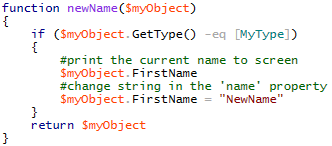 function newName($myObject)
{
    if ($myObject.GetType() -eq [MyType])
    {
        #print the current name to screen
        $myObject.FirstName
        #change string in the 'name' property
        $myObject.FirstName = "NewName"
    }
    return $myObject
}